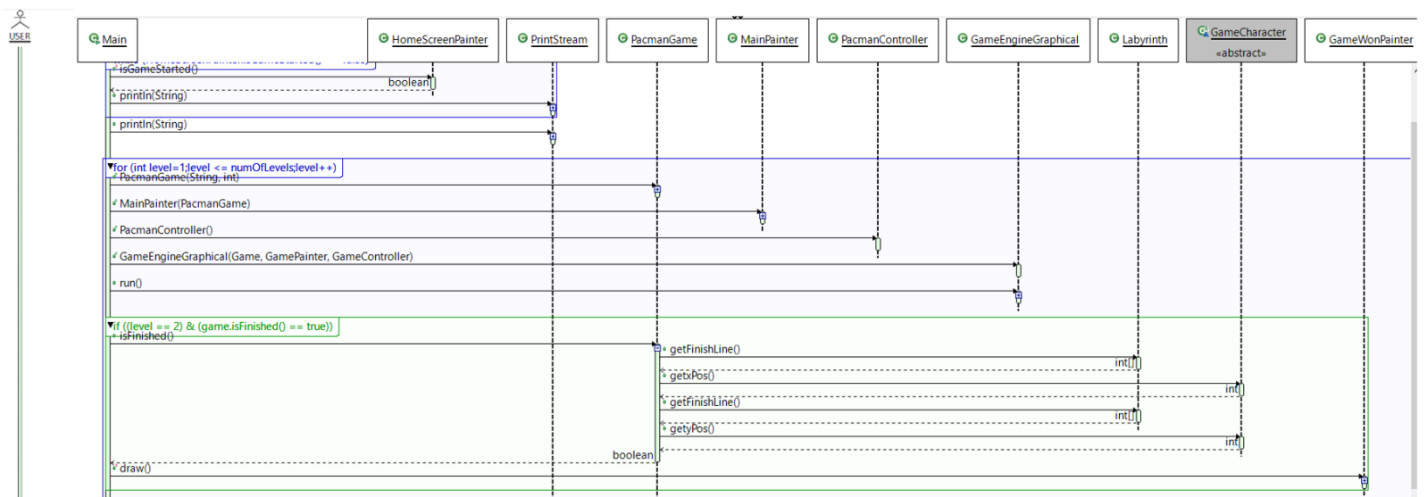 USER
Main
HomeScreenPainter
PrintStream
PacmanGame
MainPainter
PacmanController
GameEngineGraphical
Labyrinth
GameCharacter
«abstract»
GameWonPainter
isGameStarted()
boolean
println(String)
println(String)
for (int level=1;level <= numOfLevels;level++)
PacmanGame(String, int)
MainPainter(PacmanGame)
PacmanController()
GameEngineGraphical(Game, GamePainter, GameController)
run()
if ((level == 2) & (game.isFinished() == true))
isFinished()
getFinishLine()
int[]
getxPos()
int
getFinishLine()
int[]
getyPos()
int
boolean
draw()